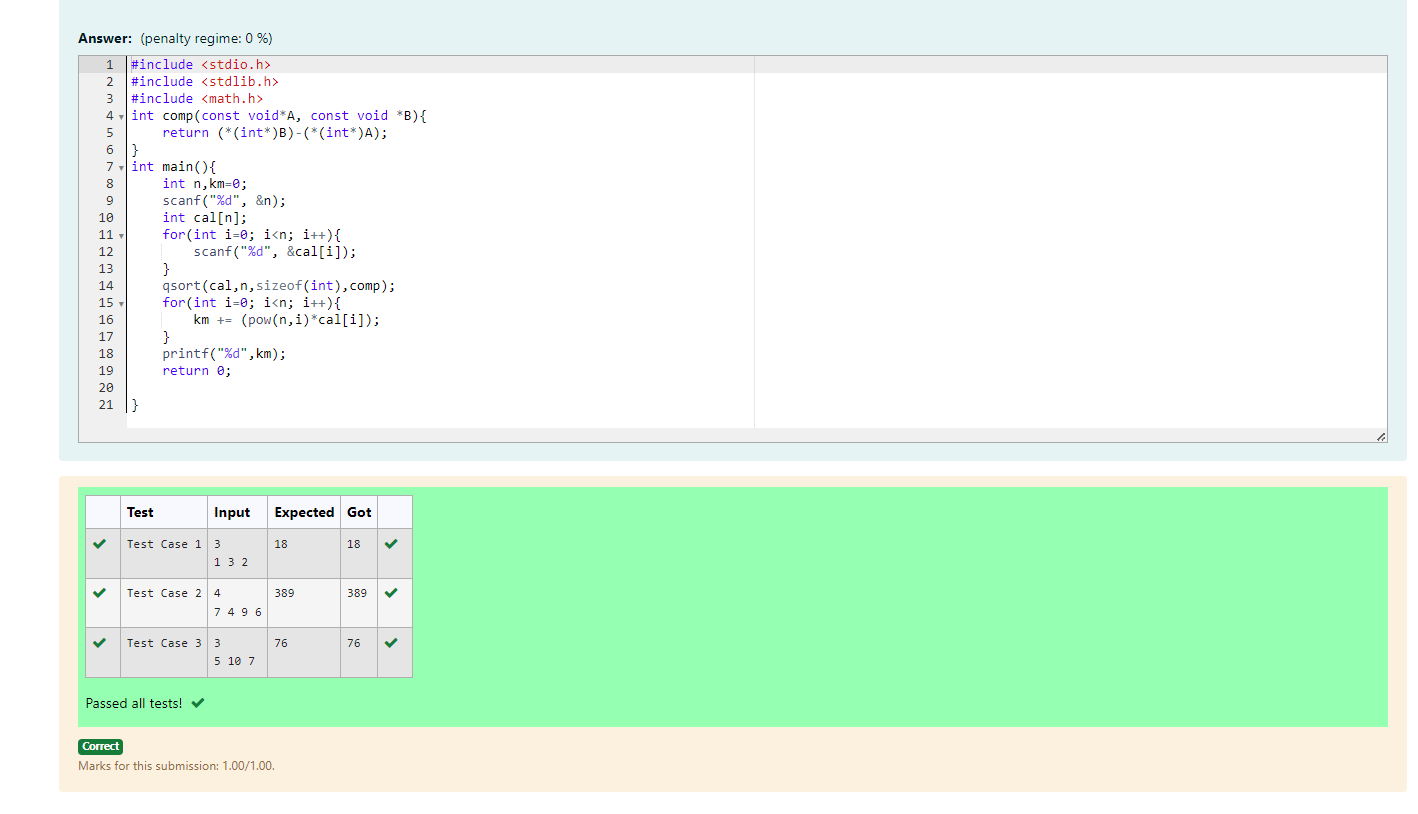 Answer: (penalty regime: 0 %)
1 #include <stdio.h>
2 #include <stdlib.h>
3 #include <math.h>
4 int comp(const void*A, const void *B){
5     return (*(int*)B)-(*(int*)A);
6 }
7 int main(){
8     int n,km=0;
9     scanf("%d", &n);
10     int cal[n];
11     for(int i=0; i<n; i++){
12         scanf("%d", &cal[i]);
13     }
14     qsort(cal,n,sizeof(int),comp);
15     for(int i=0; i<n; i++){
16         km += (pow(n,i)*cal[i]);
17     }
18     printf("%d",km);
19     return 0;
20
21 }
Test Input Expected Got
Test Case 1 3 18 18
1 3 2
Test Case 2 4 389 389
7 4 9 6
Test Case 3 3 76 76
5 10 7
Passed all tests!
Correct
Marks for this submission: 1.00/1.00.